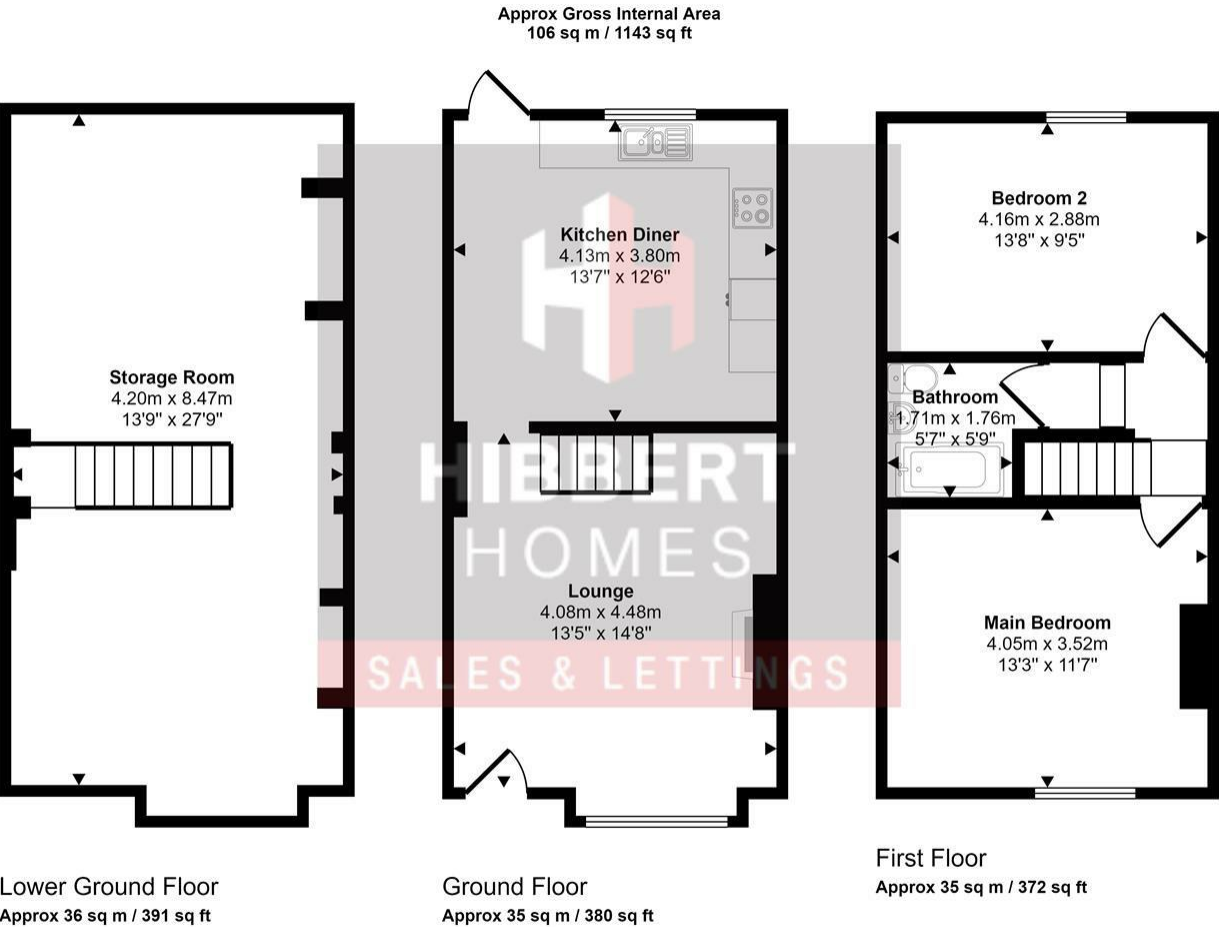 Approx Gross Internal Area
106 sq m / 1143 sq ft
Storage Room
4.20m x 8.47m
13'9" x 27'9"
Kitchen Diner
4.13m x 3.80m
13'7" x 12'6"
Lounge
4.08m x 4.48m
13'5" x 14'8"
Bedroom 2
4.16m x 2.88m
13'8" x 9'5"
Bathroom
1.71m x 1.76m
5'7" x 5'9"
Main Bedroom
4.05m x 3.52m
13'3" x 11'7"
HIBBERT
HOMES
SALES & LETTINGS
Lower Ground Floor
Approx 36 sq m / 391 sq ft
Ground Floor
Approx 35 sq m / 380 sq ft
First Floor
Approx 35 sq m / 372 sq ft